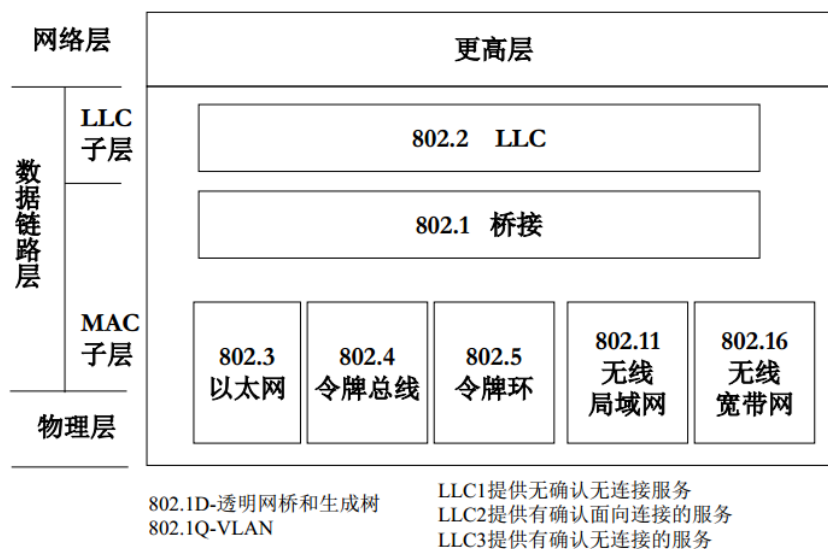 网络层
更高层
LLC
子层
数据链路层
802.2 LLC
802.1 桥接
MAC
子层
802.3
以太网
802.4
令牌总线
802.5
令牌环
802.11
无线
局域网
802.16
无线
宽带网
物理层
802.1D-透明网桥和生成树
802.1Q-VLAN
LLC1提供无确认无连接服务
LLC2提供有确认面向连接的服务
LLC3提供有确认无连接的服务